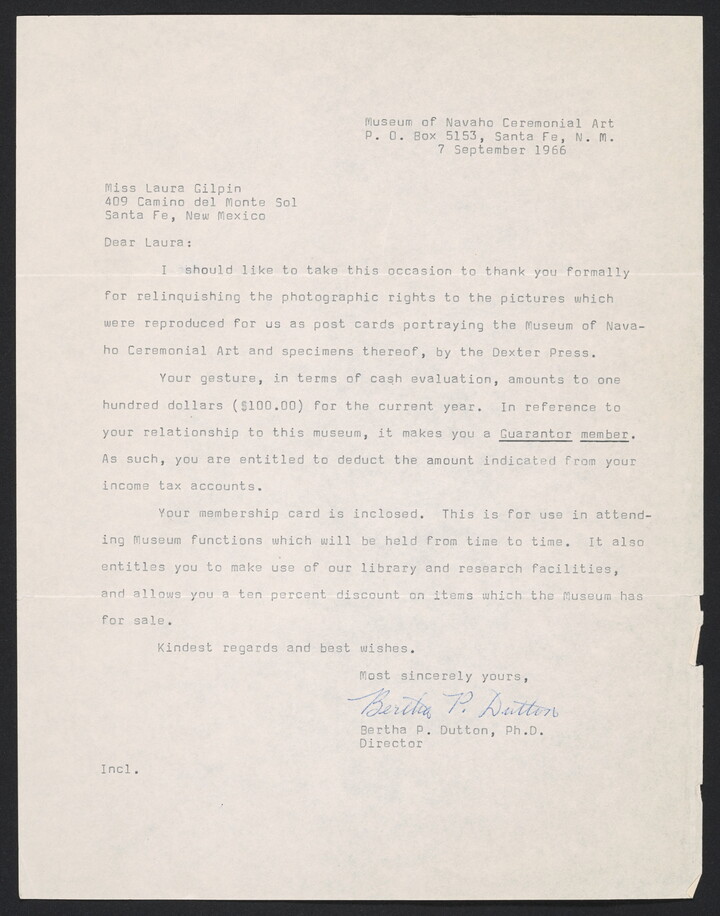 Museum of Navaho Ceremonial Art
P. O. Box 5153, Santa Fe, N. M.
7 September 1966
Miss Laura Gilpin
409 Camino del Monte Sol
Santa Fe, New Mexico
Dear Laura:
I should like to take this occasion to thank you formally
for relinquishing the photographic rights to the pictures which
were reproduced for us as post cards portraying the Museum of Nava-
ho Ceremonial Art and specimens thereof, by the Dexter Press.
Your gesture, in terms of cash evaluation, amounts to one
hundred dollars ($100.00) for the current year. In reference to
your relationship to this museum, it makes you a Guarantor member.
As such, you are entitled to deduct the amount indicated from your
income tax accounts.
Your membership card is inclosed. This is for use in attend-
ing Museum functions which will be held from time to time. It also
entitles you to make use of our library and research facilities,
and allows you a ten percent discount on items which the Museum has
for sale.
Kindest regards and best wishes.
Most sincerely yours,
Bertha P. Dutton
Bertha P. Dutton, Ph.D.
Director
Incl.